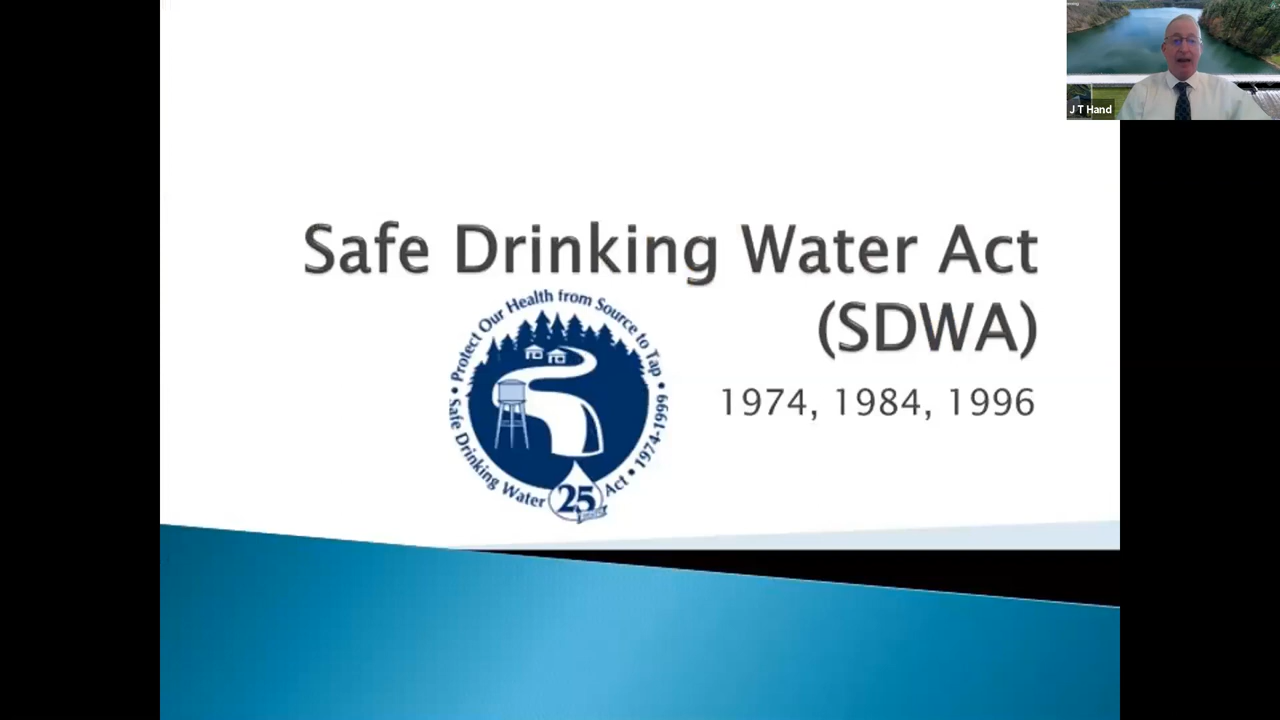 J T Hand
Safe Drinking Water Act
(SDWA)
1974, 1984, 1996
Protect Our Health from Source to Tap •
Safe Drinking Water Act • 1974-1999 •
25